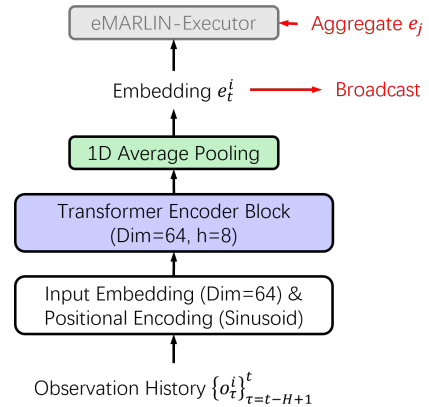 eMARLIN-Executor
Aggregate e_j
Embedding e_t^i
Broadcast
1D Average Pooling
Transformer Encoder Block
(Dim=64, h=8)
Input Embedding (Dim=64) &
Positional Encoding (Sinusoid)
Observation History {o_τ^i}_{τ=t−H+1}^t